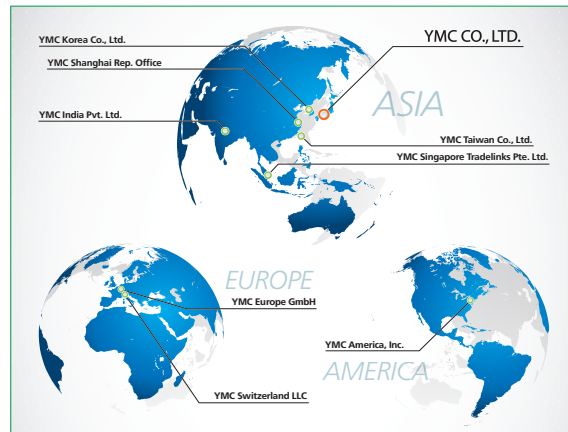 YMC Korea Co., Ltd.
YMC CO., LTD.
YMC Shanghai Rep. Office
ASIA
YMC India Pvt. Ltd.
YMC Taiwan Co., Ltd.
YMC Singapore Tradelinks Pte. Ltd.
EUROPE
YMC Europe GmbH
YMC America, Inc.
AMERICA
YMC Switzerland LLC